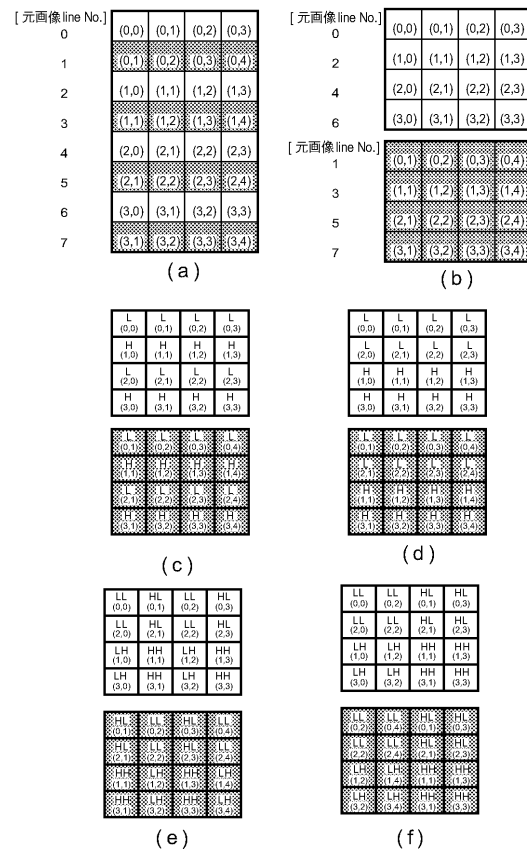 [ 元画像line No.]
0 (0,0) (0,1) (0,2) (0,3)
1 (0,1) (0,2) (0,3) (0,4)
2 (1,0) (1,1) (1,2) (1,3)
3 (1,1) (1,2) (1,3) (1,4)
4 (2,0) (2,1) (2,2) (2,3)
5 (2,1) (2,2) (2,3) (2,4)
6 (3,0) (3,1) (3,2) (3,3)
7 (3,1) (3,2) (3,3) (3,4)
(a)
[ 元画像line No.]
0 (0,0) (0,1) (0,2) (0,3)
2 (1,0) (1,1) (1,2) (1,3)
4 (2,0) (2,1) (2,2) (2,3)
6 (3,0) (3,1) (3,2) (3,3)
[ 元画像line No.]
1 (0,1) (0,2) (0,3) (0,4)
3 (1,1) (1,2) (1,3) (1,4)
5 (2,1) (2,2) (2,3) (2,4)
7 (3,1) (3,2) (3,3) (3,4)
(b)
L L L L
(0,0) (0,1) (0,2) (0,3)
H H H H
(1,0) (1,1) (1,2) (1,3)
L L L L
(2,0) (2,1) (2,2) (2,3)
H H H H
(3,0) (3,1) (3,2) (3,3)
L L L L
(0,1) (0,2) (0,3) (0,4)
H H H H
(1,1) (1,2) (1,3) (1,4)
L L L L
(2,1) (2,2) (2,3) (2,4)
H H H H
(3,1) (3,2) (3,3) (3,4)
(c)
L L L L
(0,0) (0,1) (0,2) (0,3)
L L L L
(2,0) (2,1) (2,2) (2,3)
H H H H
(1,0) (1,1) (1,2) (1,3)
H H H H
(3,0) (3,1) (3,2) (3,3)
L L L L
(0,1) (0,2) (0,3) (0,4)
L L L L
(2,1) (2,2) (2,3) (2,4)
H H H H
(1,1) (1,2) (1,3) (1,4)
H H H H
(3,1) (3,2) (3,3) (3,4)
(d)
LL HL LL HL
(0,0) (0,1) (0,2) (0,3)
LL HL LL HL
(2,0) (2,1) (2,2) (2,3)
LH HH LH HH
(1,0) (1,1) (1,2) (1,3)
LH HH LH HH
(3,0) (3,1) (3,2) (3,3)
HL LL HL LL
(0,1) (0,2) (0,3) (0,4)
HL LL HL LL
(2,1) (2,2) (2,3) (2,4)
HH LH HH LH
(1,1) (1,2) (1,3) (1,4)
HH LH HH LH
(3,1) (3,2) (3,3) (3,4)
(e)
LL LL HL HL
(0,0) (0,2) (0,1) (0,3)
LL LL HL HL
(2,0) (2,2) (2,1) (2,3)
LH LH HH HH
(1,0) (1,2) (1,1) (1,3)
LH LH HH HH
(3,0) (3,2) (3,1) (3,3)
LL LL HL HL
(0,2) (0,4) (0,1) (0,3)
LL LL HL HL
(2,2) (2,4) (2,1) (2,3)
LH LH HH HH
(1,2) (1,4) (1,1) (1,3)
LH LH HH HH
(3,2) (3,4) (3,1) (3,3)
(f)